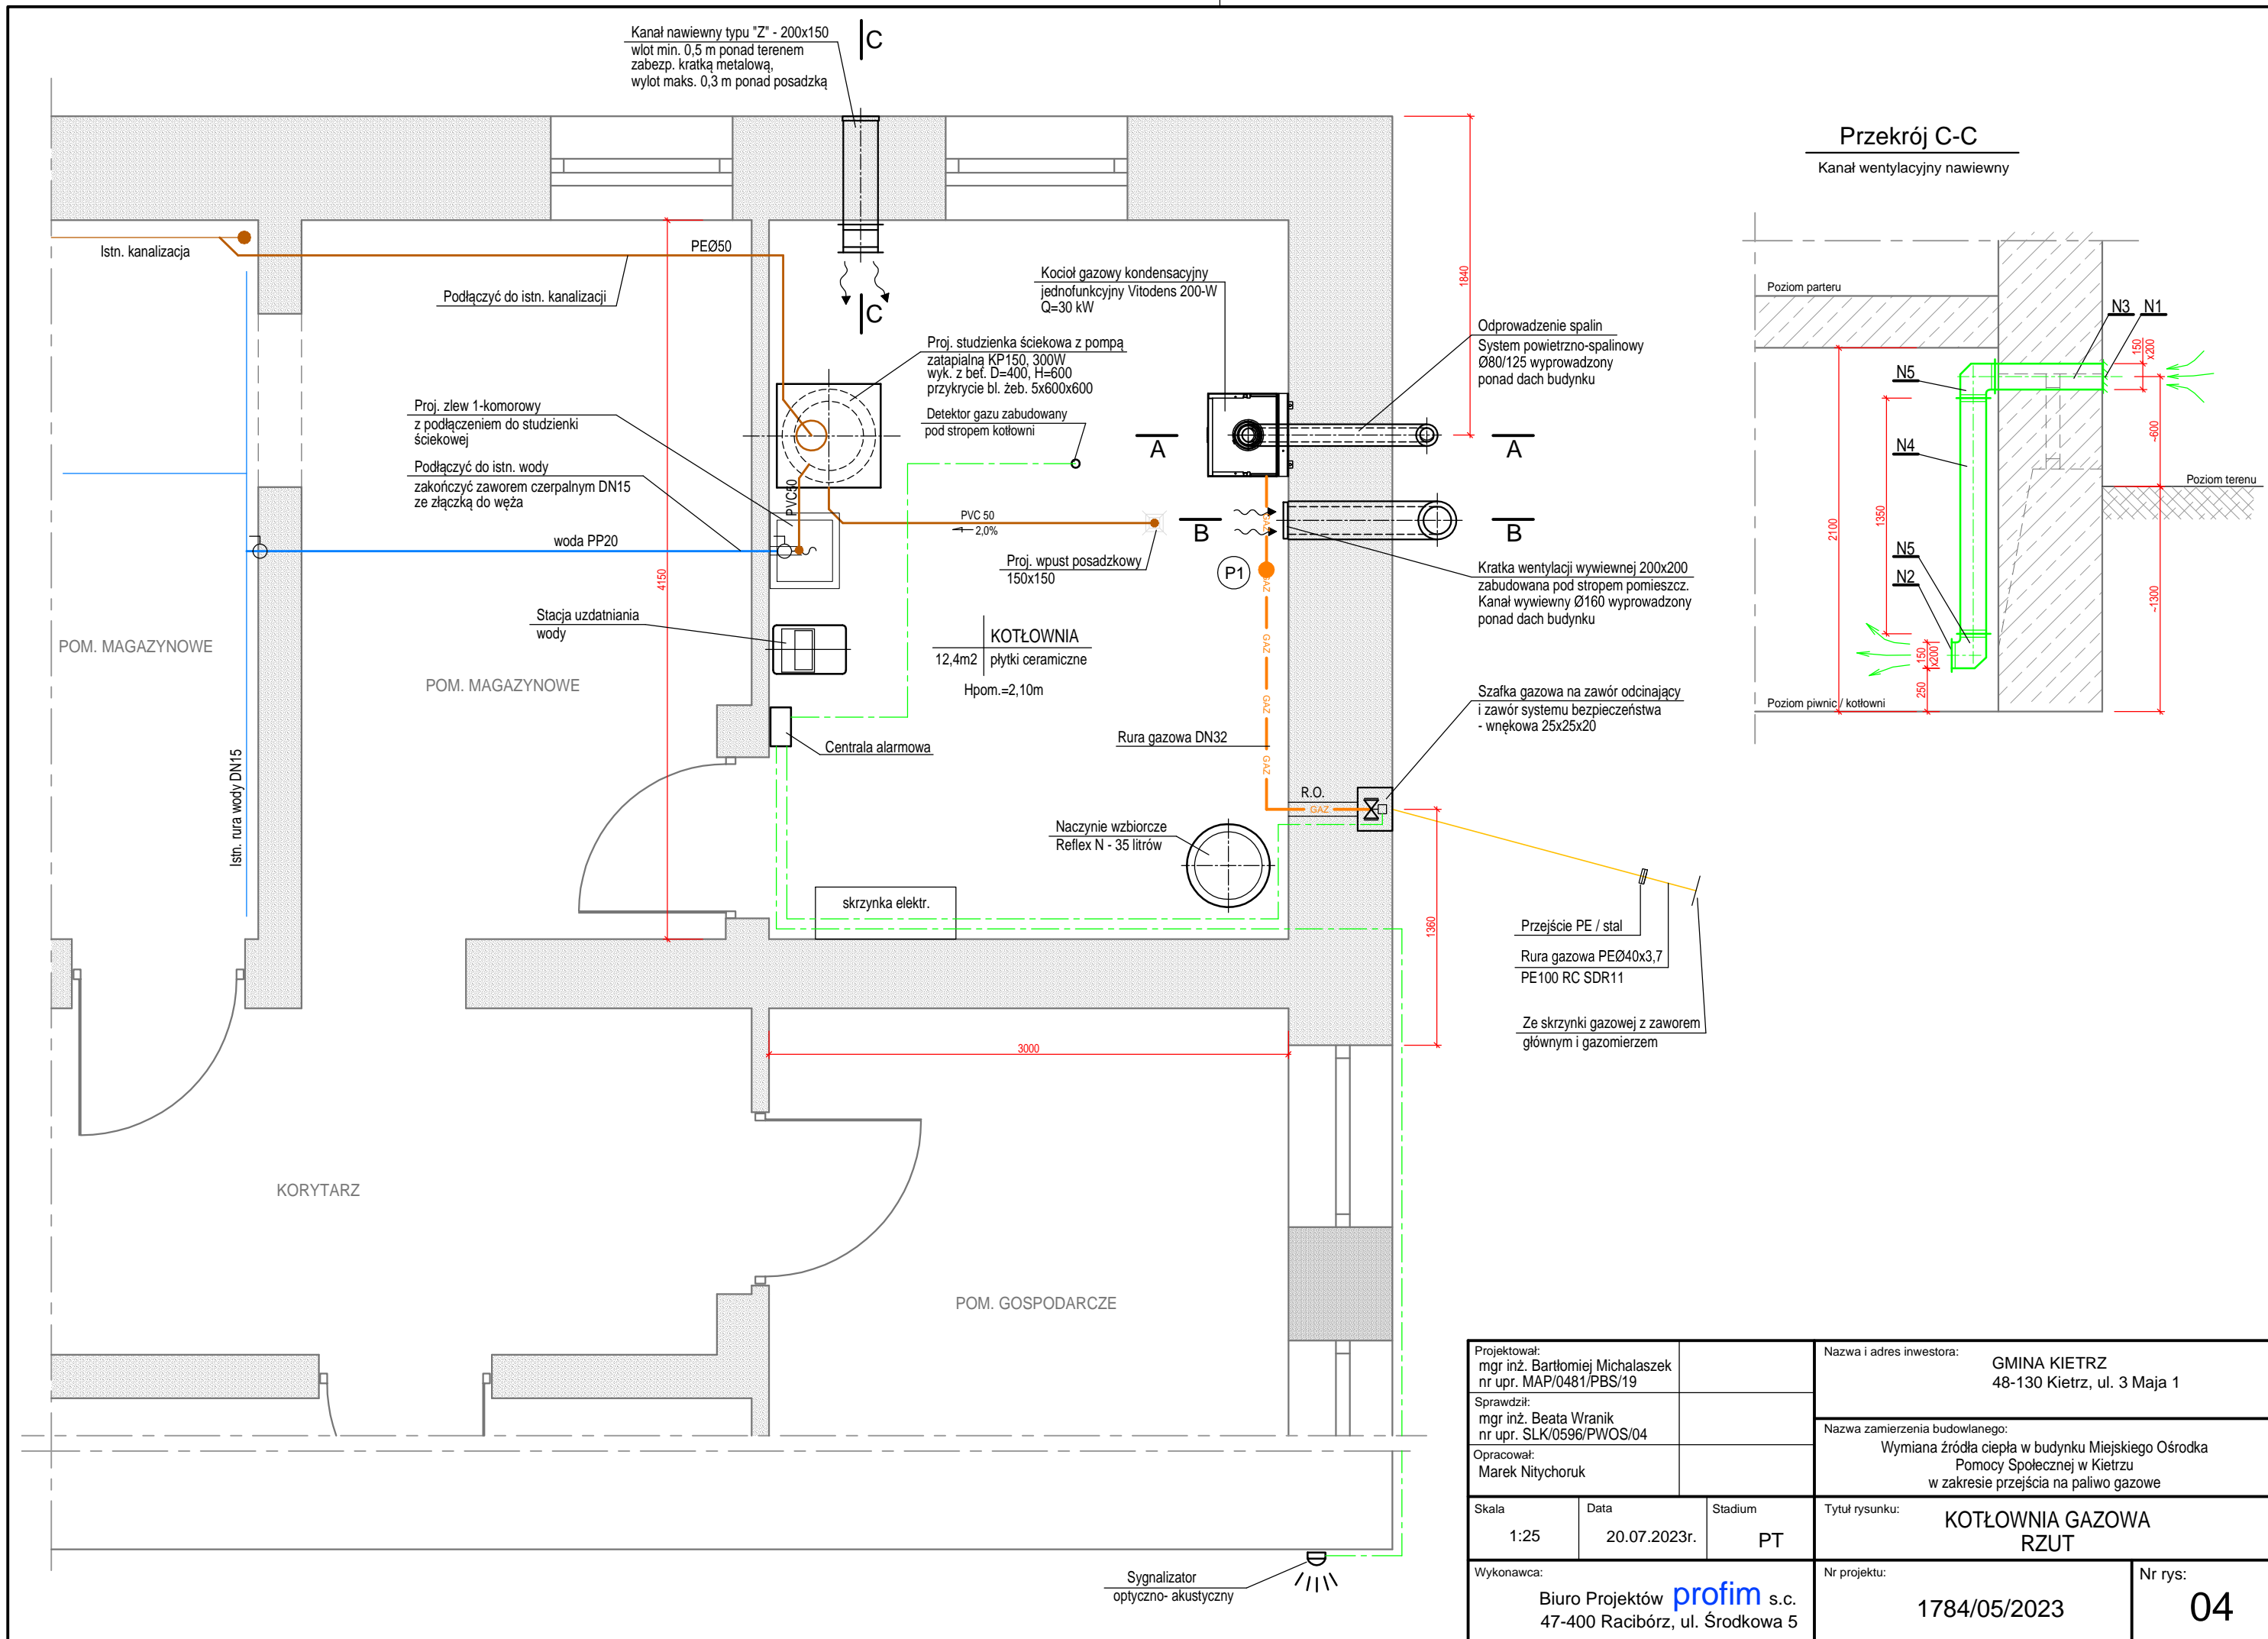 Kanał nawiewny typu "Z" - 200x150
wlot min. 0,5 m ponad terenem
zabezp. kratką metalową,
wylot maks. 0,3 m ponad posadzką
C
C
Przekrój C-C
Kanał wentylacyjny nawiewny
Istn. kanalizacja
PEØ50
Podłączyć do istn. kanalizacji
Kocioł gazowy kondensacyjny
jednofunkcyjny Vitodens 200-W
Q=30 kW
1840
Proj. studzienka ściekowa z pompą
zatapialną KP150, 300W
wyk. z bet. D=400, H=600
przykrycie bl. żeb. 5x600x600
Odprowadzenie spalin
System powietrzno-spalinowy
Ø80/125 wyprowadzony
ponad dach budynku
Proj. zlew 1-komorowy
z podłączeniem do studzienki
ściekowej
Detektor gazu zabudowany
pod stropem kotłowni
A
A
Podłączyć do istn. wody
zakończyć zaworem czerpalnym DN15
ze złączką do węża
PVC50
PVC 50
2,0%
B
B
woda PP20
Proj. wpust posadzkowy
150x150
P1
GAZ
GAZ
GAZ
GAZ
GAZ
GAZ
Kratka wentylacji wywiewnej 200x200
zabudowana pod stropem pomieszcz.
Kanał wywiewny Ø160 wyprowadzony
ponad dach budynku
4150
Stacja uzdatniania
wody
KOTŁOWNIA
12,4m2 płytki ceramiczne
Hpom.=2,10m
POM. MAGAZYNOWE
POM. MAGAZYNOWE
Szafka gazowa na zawór odcinający
i zawór systemu bezpieczeństwa
- wnękowa 25x25x20
Centrala alarmowa
Rura gazowa DN32
R.O.
Istn. rura wody DN15
Naczynie wzbiorcze
Reflex N - 35 litrów
skrzynka elektr.
1360
Przejście PE / stal
Rura gazowa PEØ40x3,7
PE100 RC SDR11
Ze skrzynki gazowej z zaworem
głównym i gazomierzem
3000
KORYTARZ
POM. GOSPODARCZE
Sygnalizator
optyczno- akustyczny
Poziom parteru
N3 N1
150
x200
N5
N4
N5
N2
2100
1350
~600
Poziom terenu
~1300
150
x200
250
Poziom piwnic / kotłowni
Projektował:
mgr inż. Bartłomiej Michalaszek
nr upr. MAP/0481/PBS/19
Sprawdził:
mgr inż. Beata Wranik
nr upr. SLK/0596/PWOS/04
Opracował:
Marek Nitychoruk
Nazwa i adres inwestora:
GMINA KIETRZ
48-130 Kietrz, ul. 3 Maja 1
Nazwa zamierzenia budowlanego:
Wymiana źródła ciepła w budynku Miejskiego Ośrodka
Pomocy Społecznej w Kietrzu
w zakresie przejścia na paliwo gazowe
Skala
1:25
Data
20.07.2023r.
Stadium
PT
Tytuł rysunku:
KOTŁOWNIA GAZOWA
RZUT
Wykonawca:
Biuro Projektów profim s.c.
47-400 Racibórz, ul. Środkowa 5
Nr projektu:
1784/05/2023
Nr rys:
04